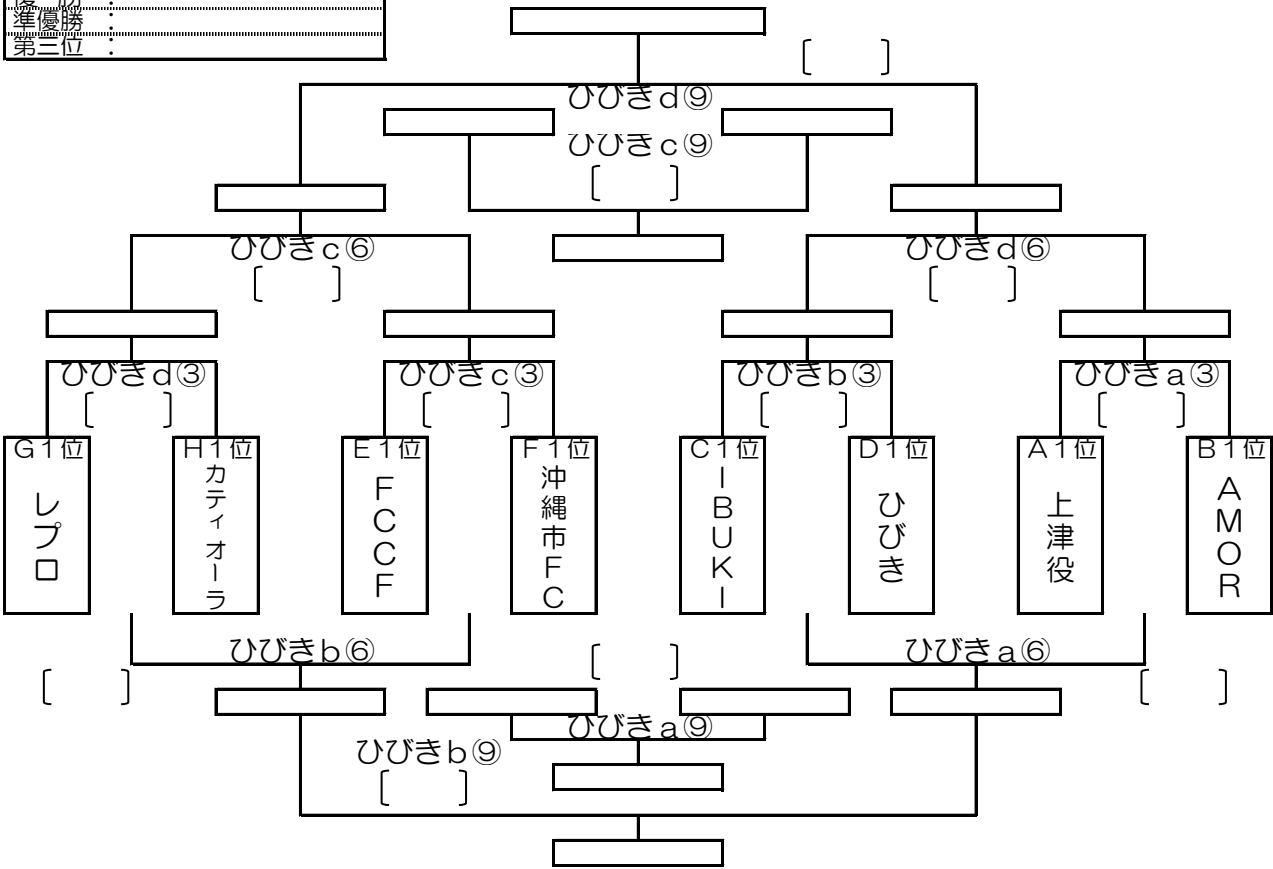 優 勝 :
準優勝 :
第三位 :
ひびきd⑨
ひびきc⑨
ひびきc⑥
ひびきd⑥
ひびきd③
ひびきc③
ひびきb③
ひびきa③
G1位
レプロ
H1位
カティオーラ
E1位
FCCF
F1位
沖縄市FC
C1位
IBUKI
D1位
ひびき
A1位
上津役
B1位
AMOR
ひびきb⑥
ひびきa⑥
ひびきa⑨
ひびきb⑨